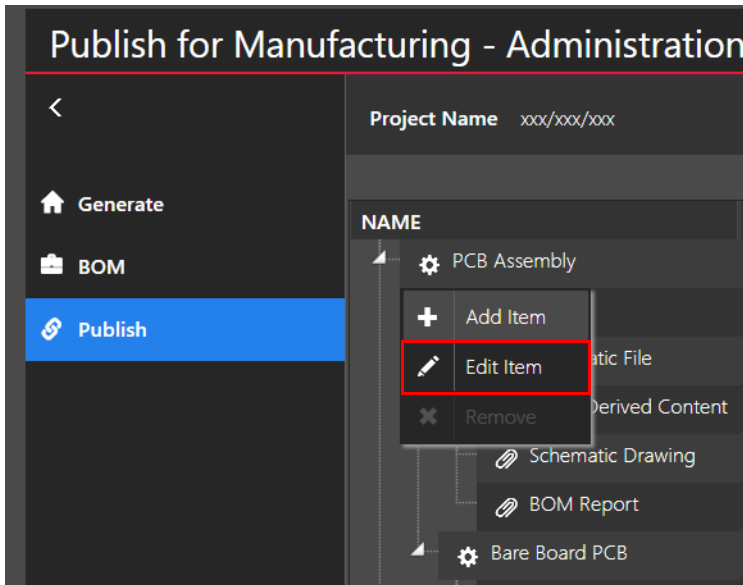 Publish for Manufacturing - Administration
Project Name xxx/xxx/xxx
Generate
BOM
Publish
NAME
PCB Assembly
Add Item
Edit Item
atic File
Remove
Derived Content
Schematic Drawing
BOM Report
Bare Board PCB